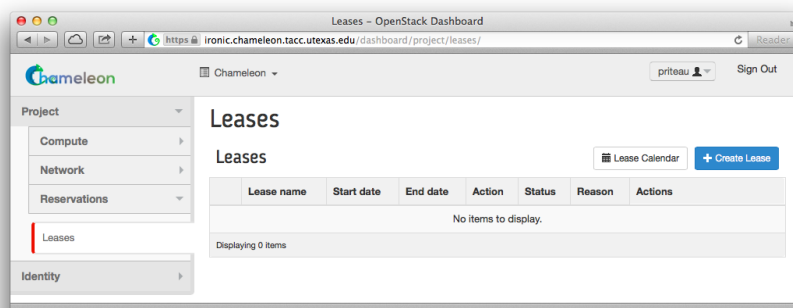 Leases - OpenStack Dashboard
https ironic.chameleon.tacc.utexas.edu/dashboard/project/leases/ Reader
Chameleon Chameleon priteau Sign Out
Project
Leases
Compute
Leases Lease Calendar + Create Lease
Network
Reservations
Lease name Start date End date Action Status Reason Actions
No items to display.
Leases
Displaying 0 items
Identity